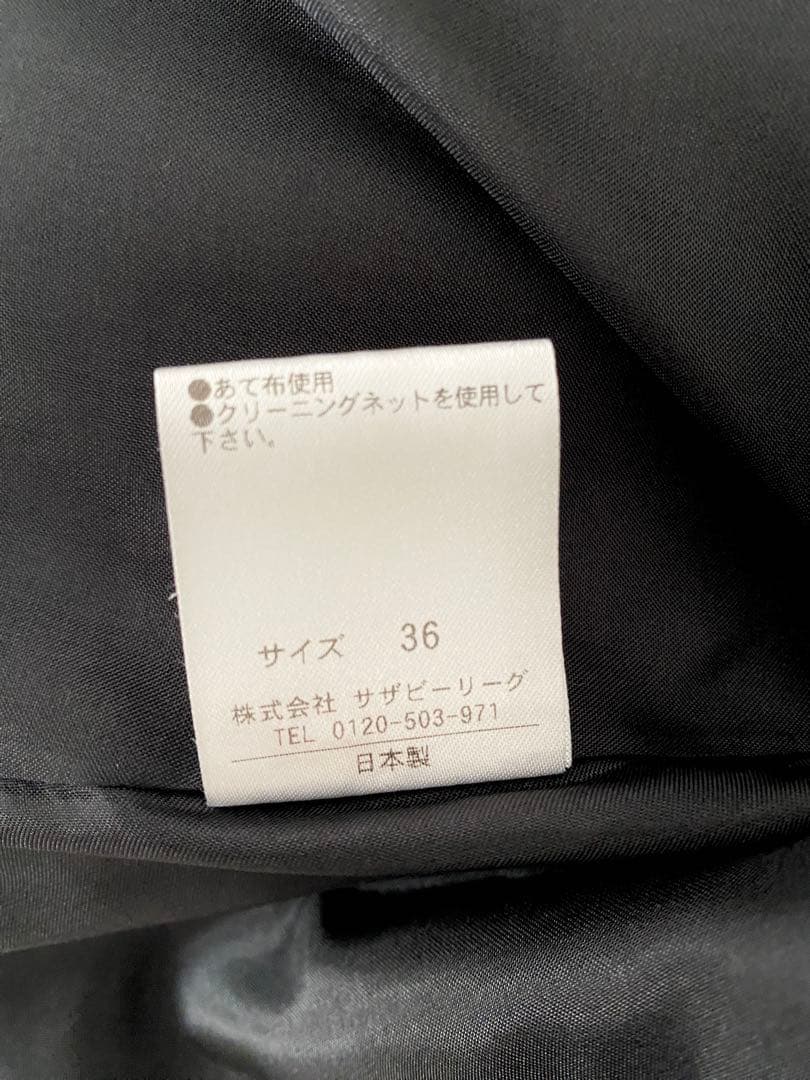 ●あて布使用
●クリーニングネットを使用して
下さい。
サイズ 36
株式会社 サザビーリーグ
TEL 0120-503-971
日本製